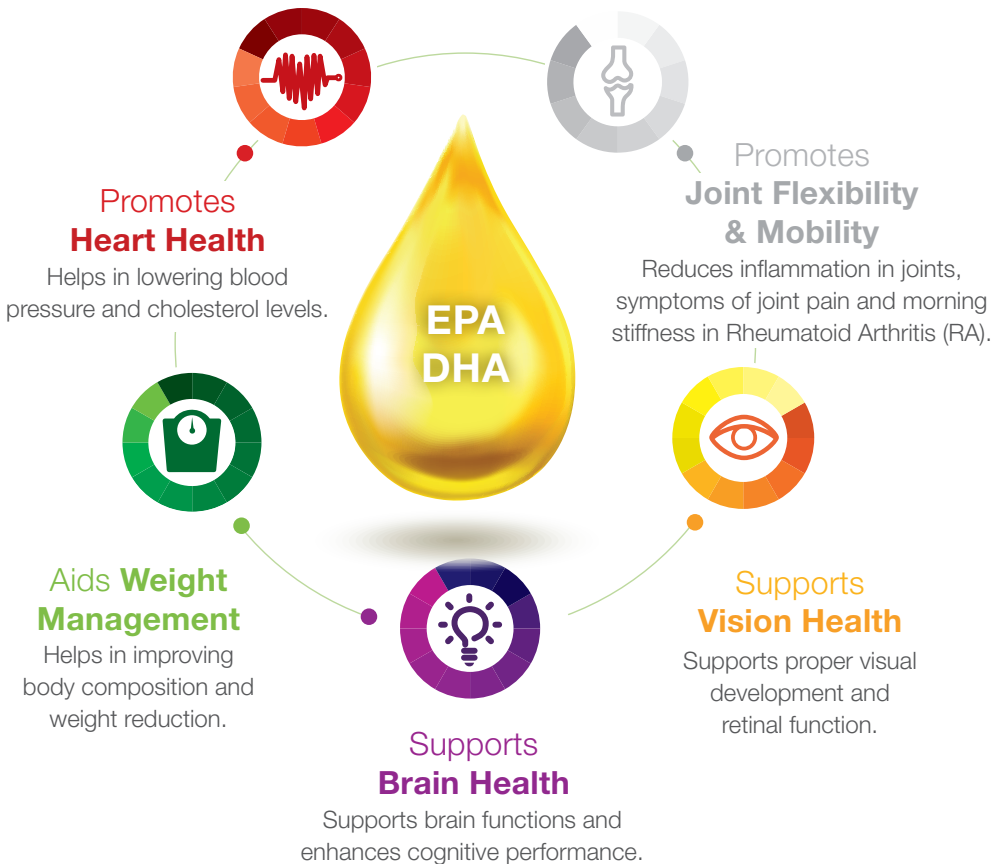 Promotes
Heart Health
Helps in lowering blood
pressure and cholesterol levels.
EPA
DHA
Promotes
Joint Flexibility
& Mobility
Reduces inflammation in joints,
symptoms of joint pain and morning
stiffness in Rheumatoid Arthritis (RA).
Aids Weight
Management
Helps in improving
body composition and
weight reduction.
Supports
Brain Health
Supports brain functions and
enhances cognitive performance.
Supports
Vision Health
Supports proper visual
development and
retinal function.